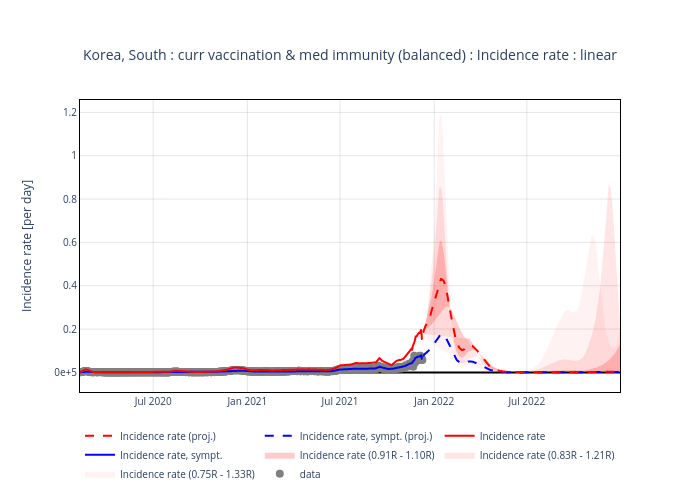 Korea, South : curr vaccination & med immunity (balanced) : Incidence rate : linear
Incidence rate [per day]
1.2
1
0.8
0.6
0.4
0.2
0e+5
Jul 2020 Jan 2021 Jul 2021 Jan 2022 Jul 2022
Incidence rate (proj.) Incidence rate, sympt. (proj.) Incidence rate
Incidence rate, sympt. Incidence rate (0.91R - 1.10R) Incidence rate (0.83R - 1.21R)
Incidence rate (0.75R - 1.33R) data